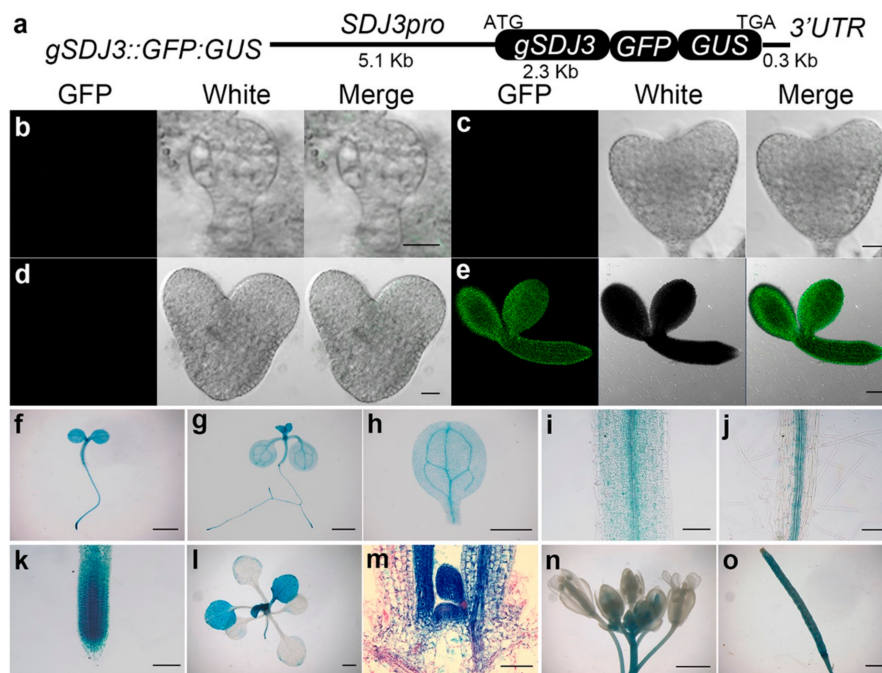 a
SDJ3pro
ATG
TGA
3'UTR
gSDJ3::GFP:GUS
gSDJ3 GFP GUS
5.1 Kb
2.3 Kb
0.3 Kb
GFP White Merge GFP White Merge
b c
d e
f g h i j
k l m n o